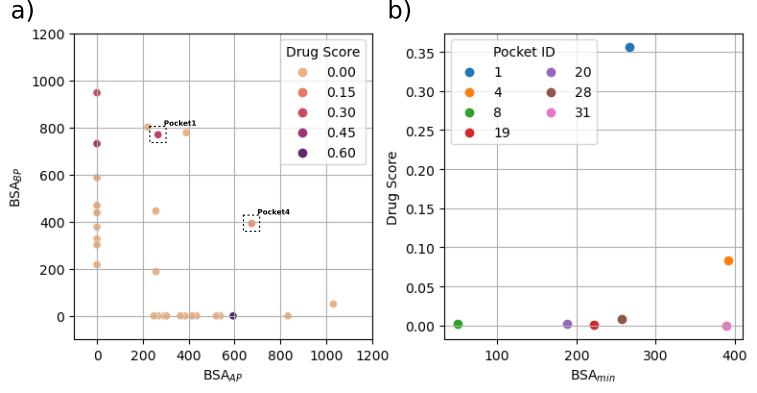 a)
b)
1200
1000
800
600
400
200
0
BSA_BP
0 200 400 600 800 1000 1200
BSA_AP
Drug Score
0.00
0.15
0.30
0.45
0.60
Pocket1
Pocket4
0.35
0.30
0.25
0.20
0.15
0.10
0.05
0.00
Drug Score
100 200 300 400
BSA_min
Pocket ID
1 20
4 28
8 31
19